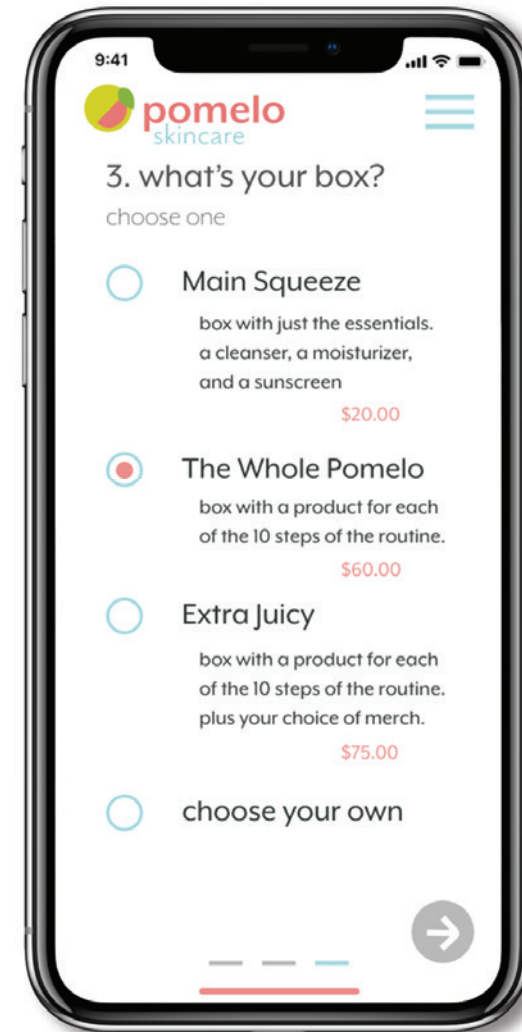 9:41
pomelo
skincare
3. what's your box?
choose one
Main Squeeze
box with just the essentials.
a cleanser, a moisturizer,
and a sunscreen
$20.00
The Whole Pomelo
box with a product for each
of the 10 steps of the routine.
$60.00
Extra Juicy
box with a product for each
of the 10 steps of the routine.
plus your choice of merch.
$75.00
choose your own